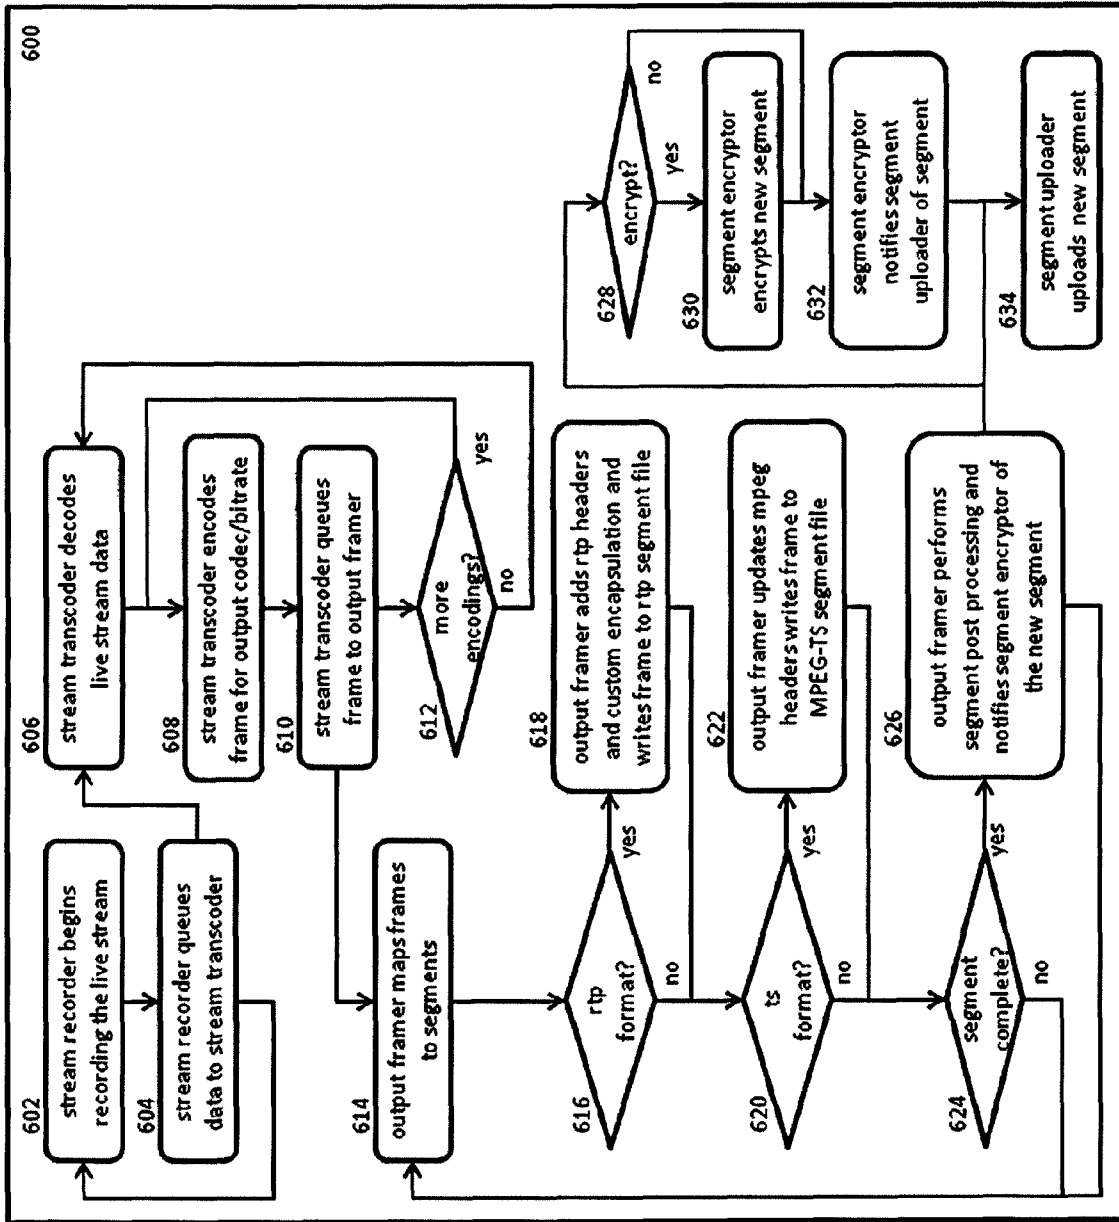 600
602
stream recorder begins
recording the live stream
604
stream recorder queues
data to stream transcoder
606
stream transcoder decodes
live stream data
608
stream transcoder encodes
frame for output codec/bitrate
610
stream transcoder queues
frame to output framer
612
more
encodings?
yes
no
614
output framer maps frames
to segments
616
rtp
format?
yes
no
618
output framer adds rtp headers
and custom encapsulation and
writes frame to rtp segment file
620
ts
format?
yes
no
622
output framer updates mpeg
headers writes frame to
MPEG-TS segment file
624
segment
complete?
yes
no
626
output framer performs
segment post processing and
notifies segment encryptor of
the new segment
628
encrypt?
no
yes
630
segment encryptor
encrypts new segment
632
segment encryptor
notifies segment
uploader of segment
634
segment uploader
uploads new segment